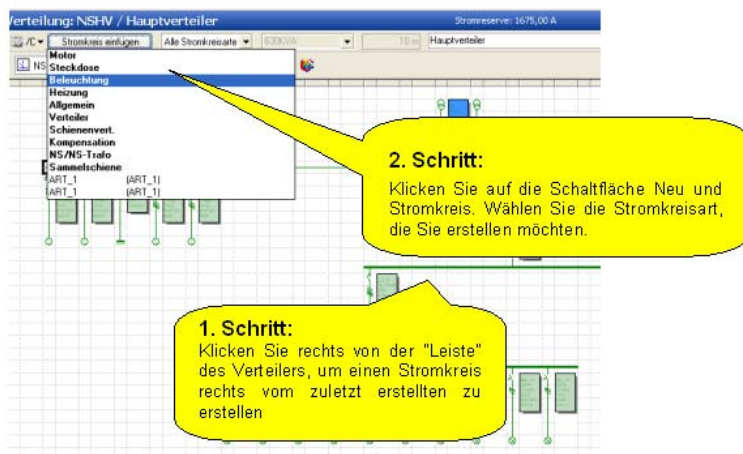 Verteilung: NSHV / Hauptverteiler
Stromreserve: 1675,00 A
Stromkreis einfugen
Alle Stromkreisarte
630KVA
10 m
Hauptverteiler
NS
Motor
Steckdose
Beleuchtung
Heizung
Allgemein
Verteiler
Schienenvert.
Kompensation
NS/NS-Trafo
Sammelschiene
ART_1 (ART_1)
ART_1 (ART_1)
2. Schritt:
Klicken Sie auf die Schaltfläche Neu und
Stromkreis. Wählen Sie die Stromkreisart,
die Sie erstellen möchten.
1. Schritt:
Klicken Sie rechts von der "Leiste"
des Verteilers, um einen Stromkreis
rechts vom zuletzt erstellten zu
erstellen